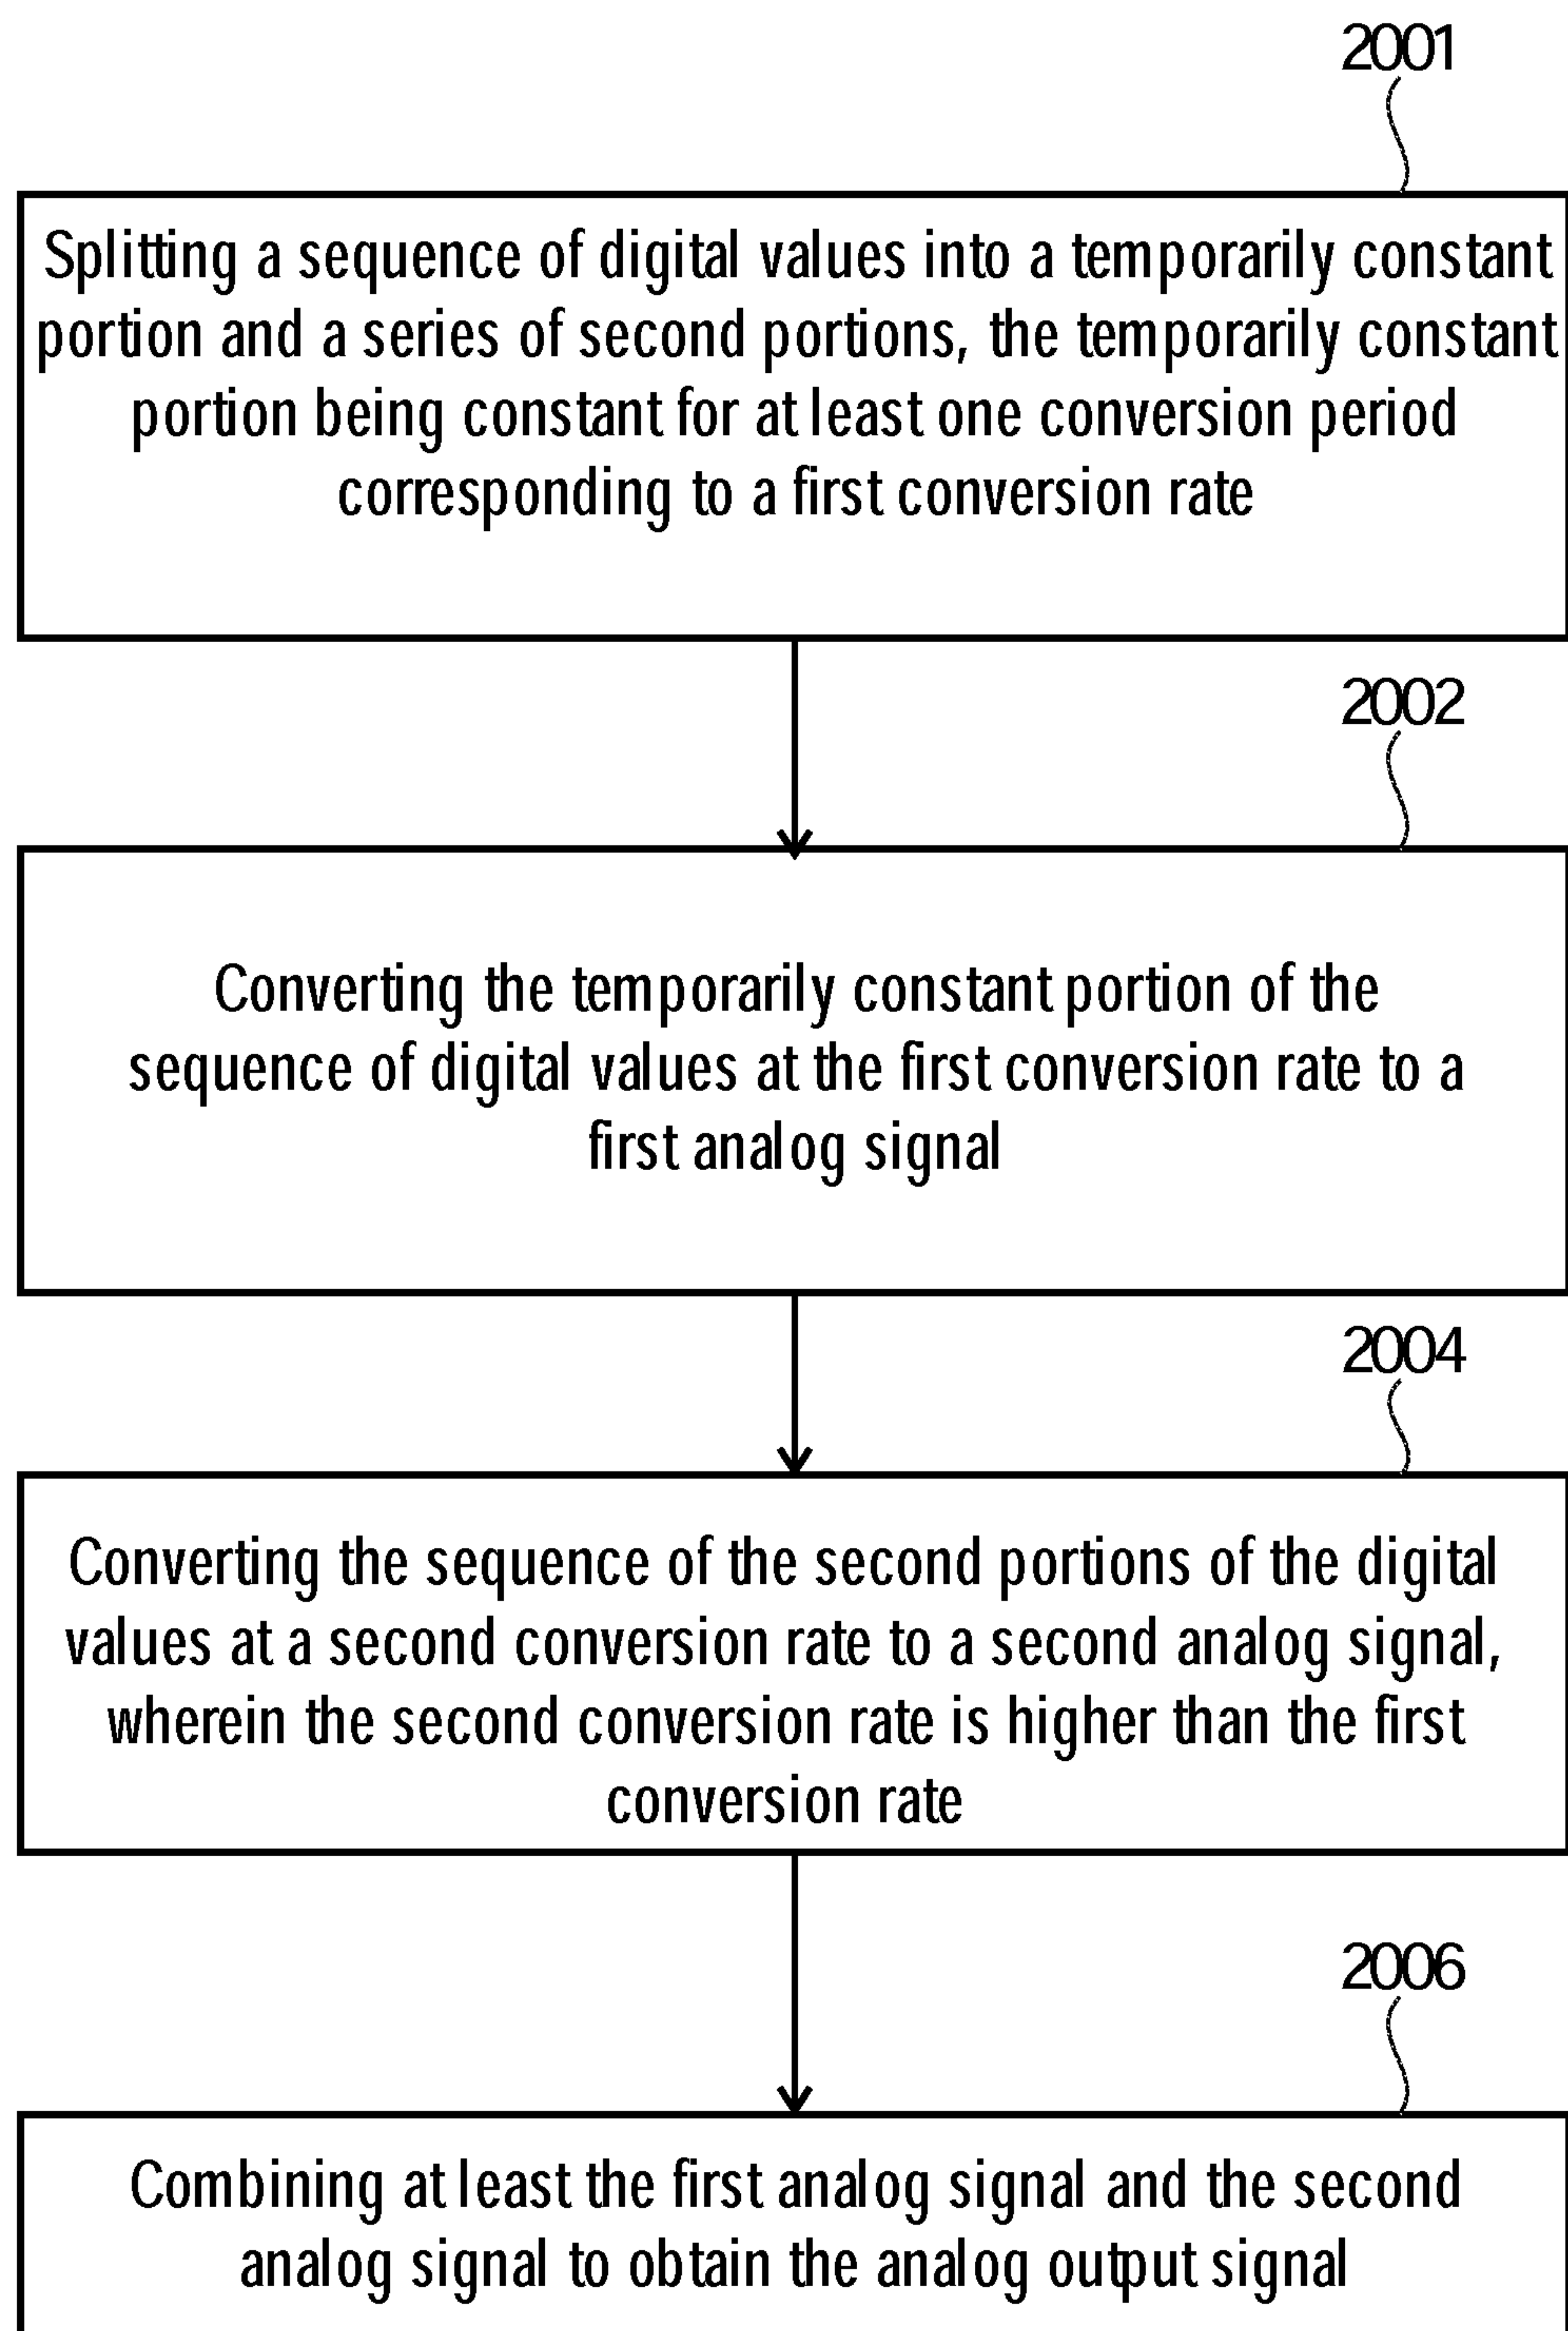 2001
Splitting a sequence of digital values into a temporarily constant
portion and a series of second portions, the temporarily constant
portion being constant for at least one conversion period
corresponding to a first conversion rate
2002
Converting the temporarily constant portion of the
sequence of digital values at the first conversion rate to a
first analog signal
2004
Converting the sequence of the second portions of the digital
values at a second conversion rate to a second analog signal,
wherein the second conversion rate is higher than the first
conversion rate
2006
Combining at least the first analog signal and the second
analog signal to obtain the analog output signal